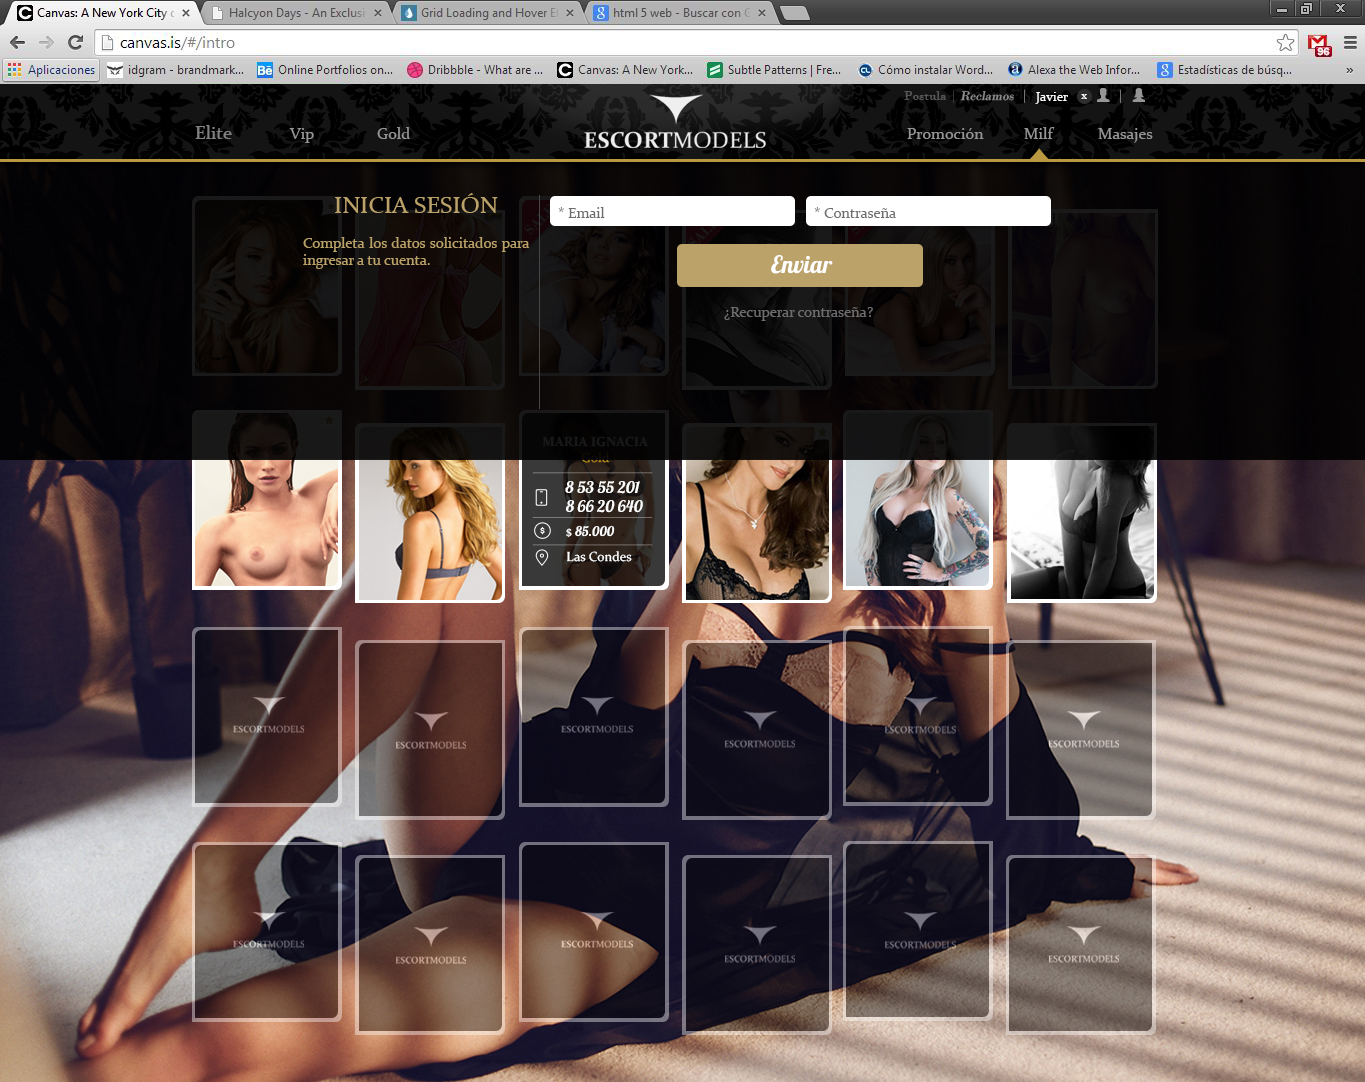 Canvas: A New York City
Halcyon Days - An Exclusi
Grid Loading and Hover E
html 5 web - Buscar con G
canvas.is/#/intro
96
Aplicaciones
idgram - brandmark...
Online Portfolios on...
Dribbble - What are ...
Canvas: A New York...
Subtle Patterns | Fre...
Cómo instalar Word...
Alexa the Web Infor...
Estadísticas de búsq...
»
Postula | Reclamos | Javier x |
Elite Vip Gold
ESCORTMODELS
Promoción Milf Masajes
INICIA SESIÓN
Completa los datos solicitados para
ingresar a tu cuenta.
* Email
* Contraseña
Enviar
¿Recuperar contraseña?
MARIA IGNACIA
Gold
8 53 55 201
8 66 20 640
$ 85.000
Las Condes
ESCORTMODELS
ESCORTMODELS
ESCORTMODELS
ESCORTMODELS
ESCORTMODELS
ESCORTMODELS
ESCORTMODELS
ESCORTMODELS
ESCORTMODELS
ESCORTMODELS
ESCORTMODELS
ESCORTMODELS